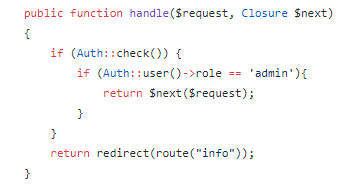 public function handle($request, Closure $next)
{
    if (Auth::check()) {
        if (Auth::user()->role == 'admin'){
            return $next($request);
        }
    }
    return redirect(route("info"));
}